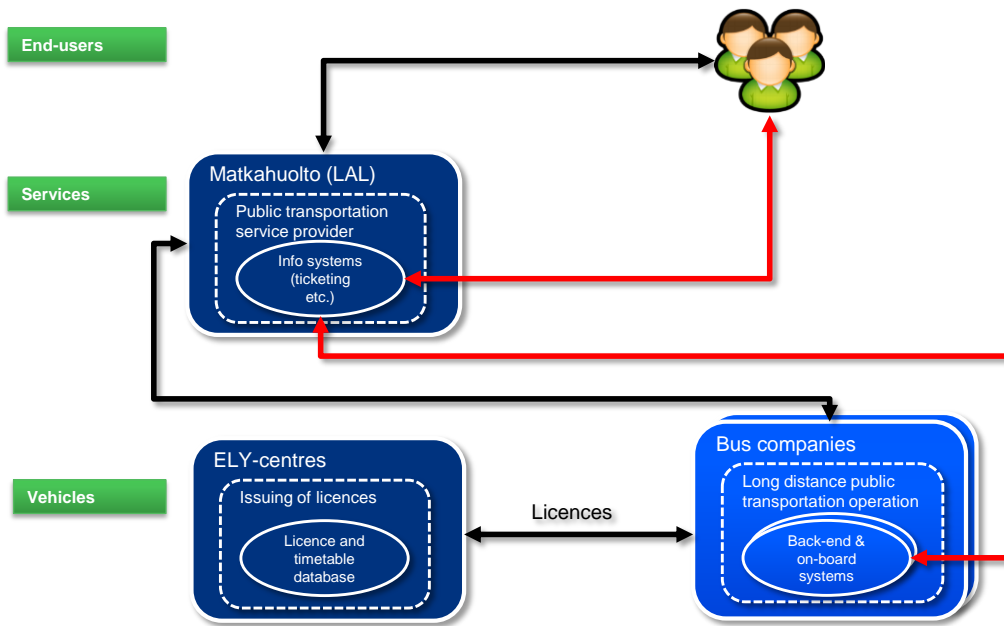 End-users
Services
Matkahuolto (LAL)
Public transportation
service provider
Info systems
(ticketing
etc.)
Vehicles
ELY-centres
Issuing of licences
Licence and
timetable
database
Licences
Bus companies
Long distance public
transportation operation
Back-end &
on-board
systems